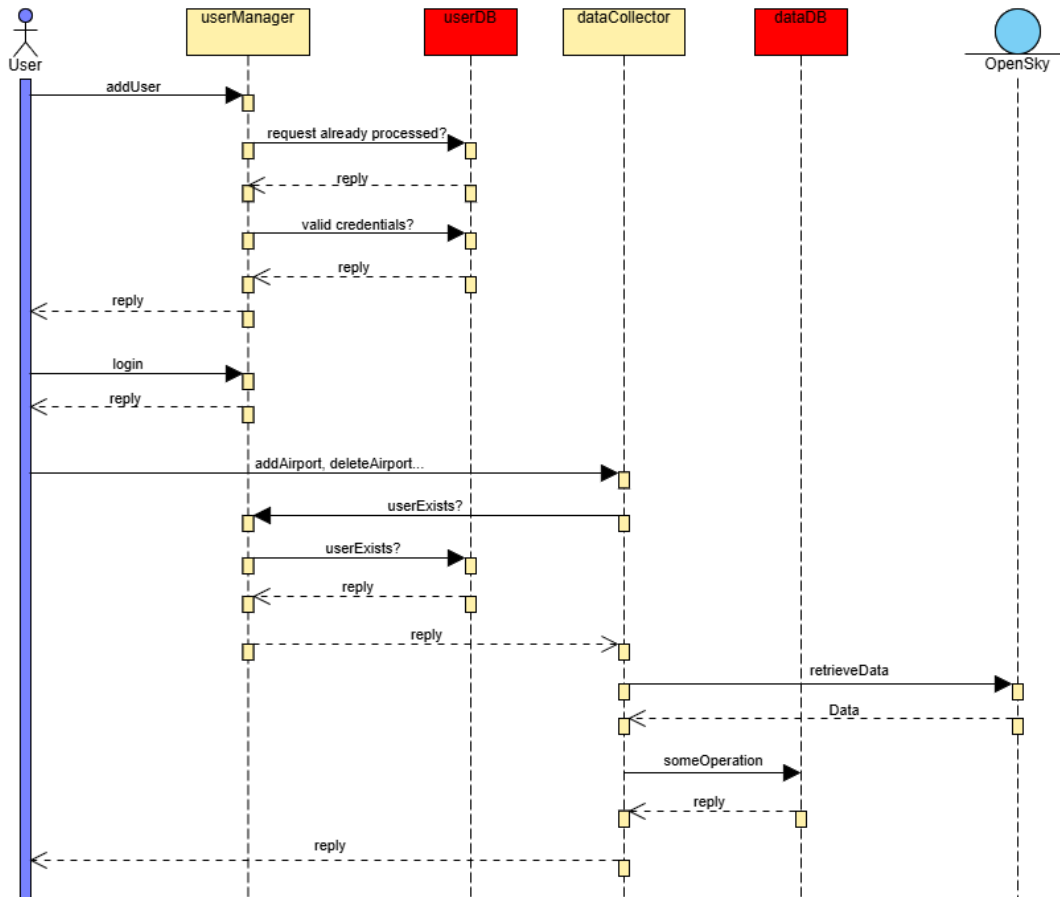 userManager
userDB
dataCollector
dataDB
User
OpenSky
addUser
request already processed?
reply
valid credentials?
reply
reply
login
reply
addAirport, deleteAirport...
userExists?
userExists?
reply
reply
retrieveData
Data
someOperation
reply
reply